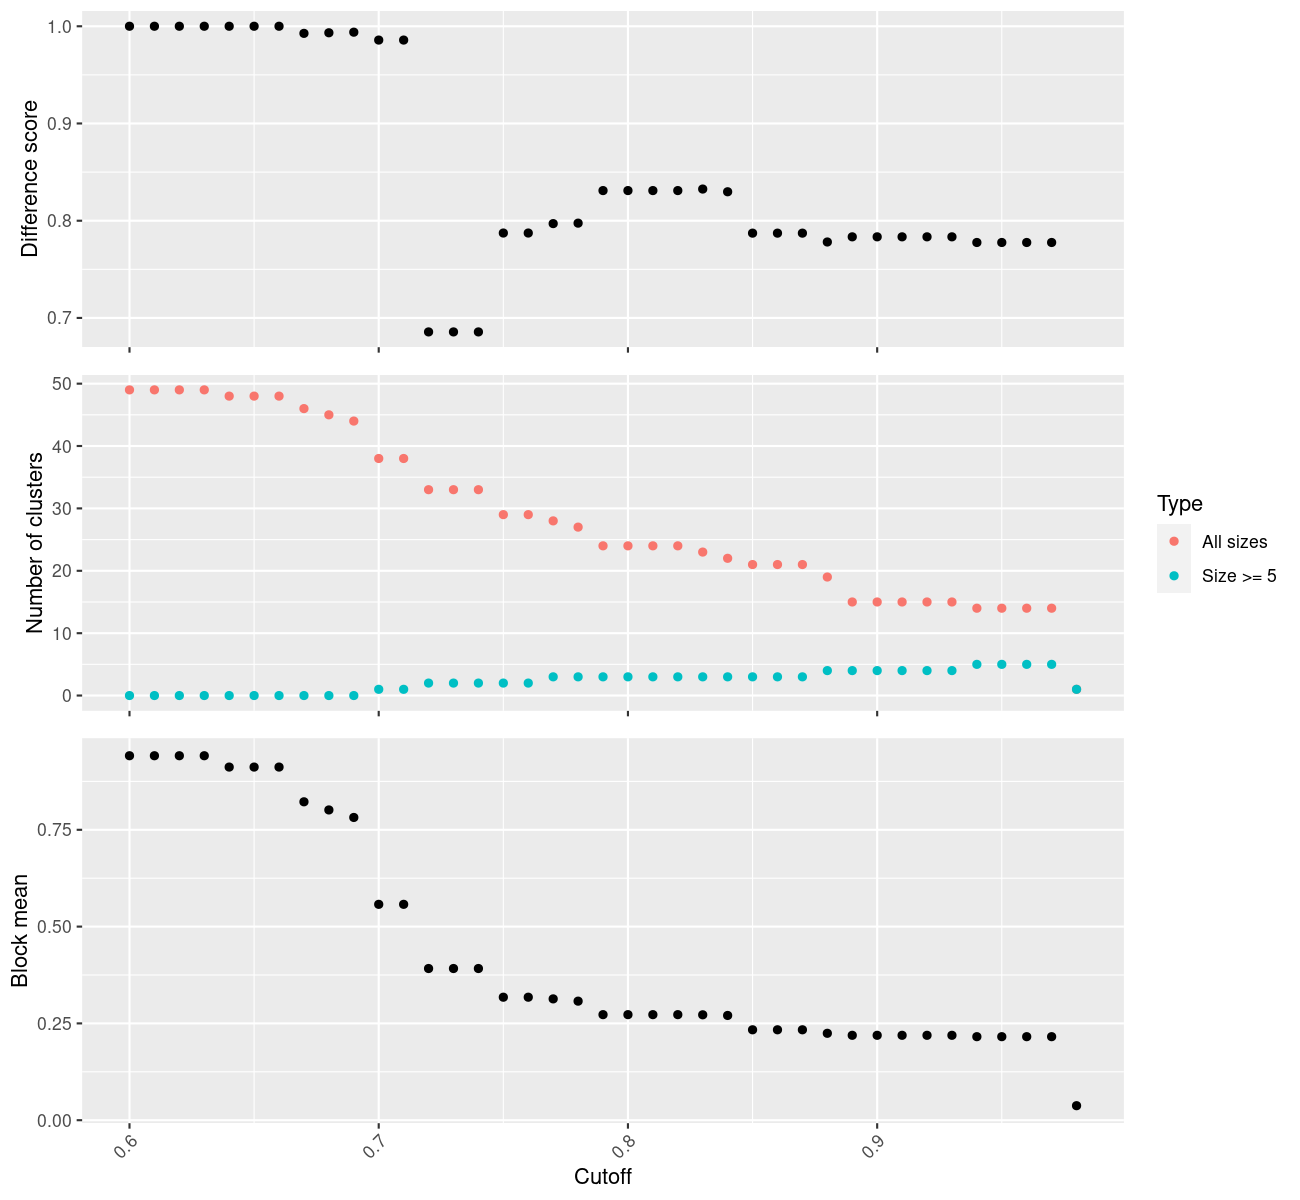 Difference score
1.0
0.9
0.8
0.7
Number of clusters
50
40
30
20
10
0
Type
All sizes
Size >= 5
Block mean
0.75
0.50
0.25
0.00
0.6 0.7 0.8 0.9
Cutoff